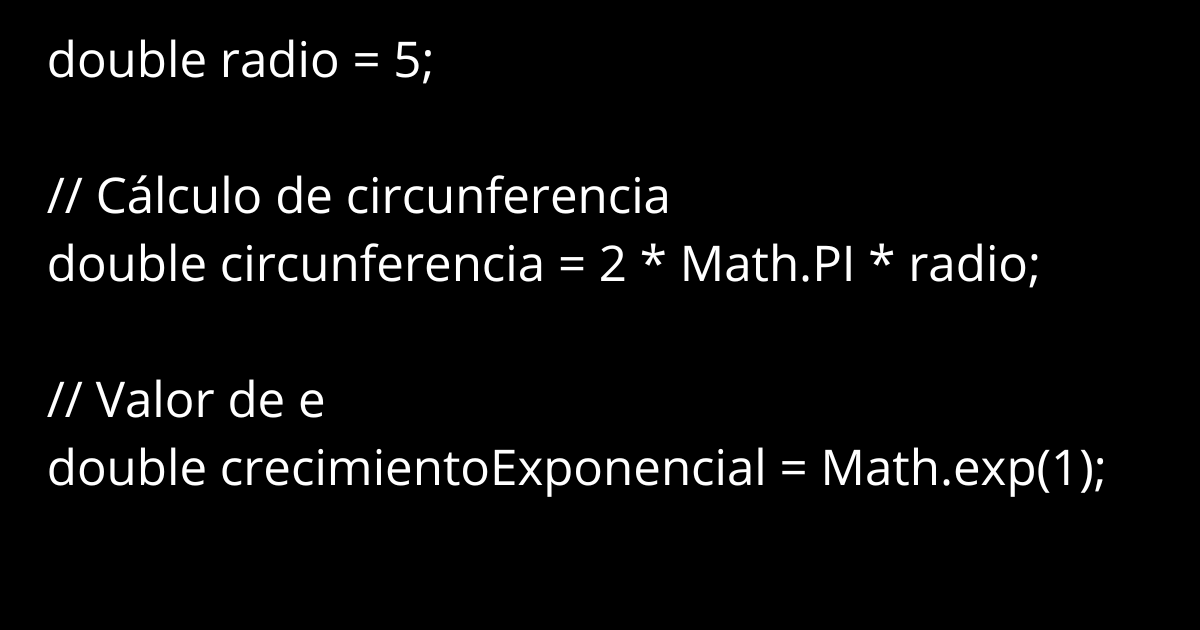 double radio = 5;
// Cálculo de circunferencia
double circunferencia = 2 * Math.PI * radio;
// Valor de e
double crecimientoExponencial = Math.exp(1);